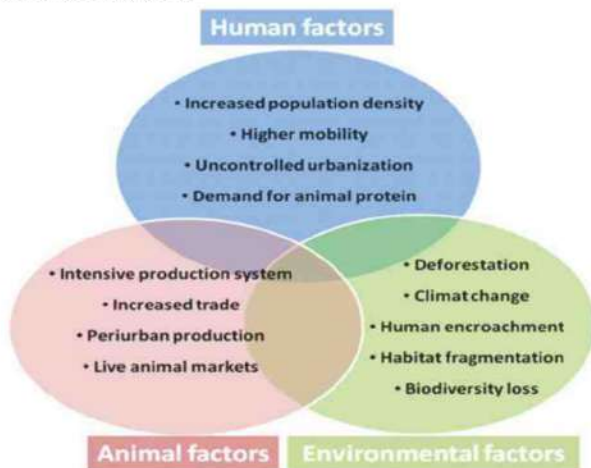 Human factors
• Increased population density
• Higher mobility
• Uncontrolled urbanization
• Demand for animal protein
• Intensive production system
• Increased trade
• Periurban production
• Live animal markets
• Deforestation
• Climat change
• Human encroachment
• Habitat fragmentation
• Biodiversity loss
Animal factors
Environmental factors